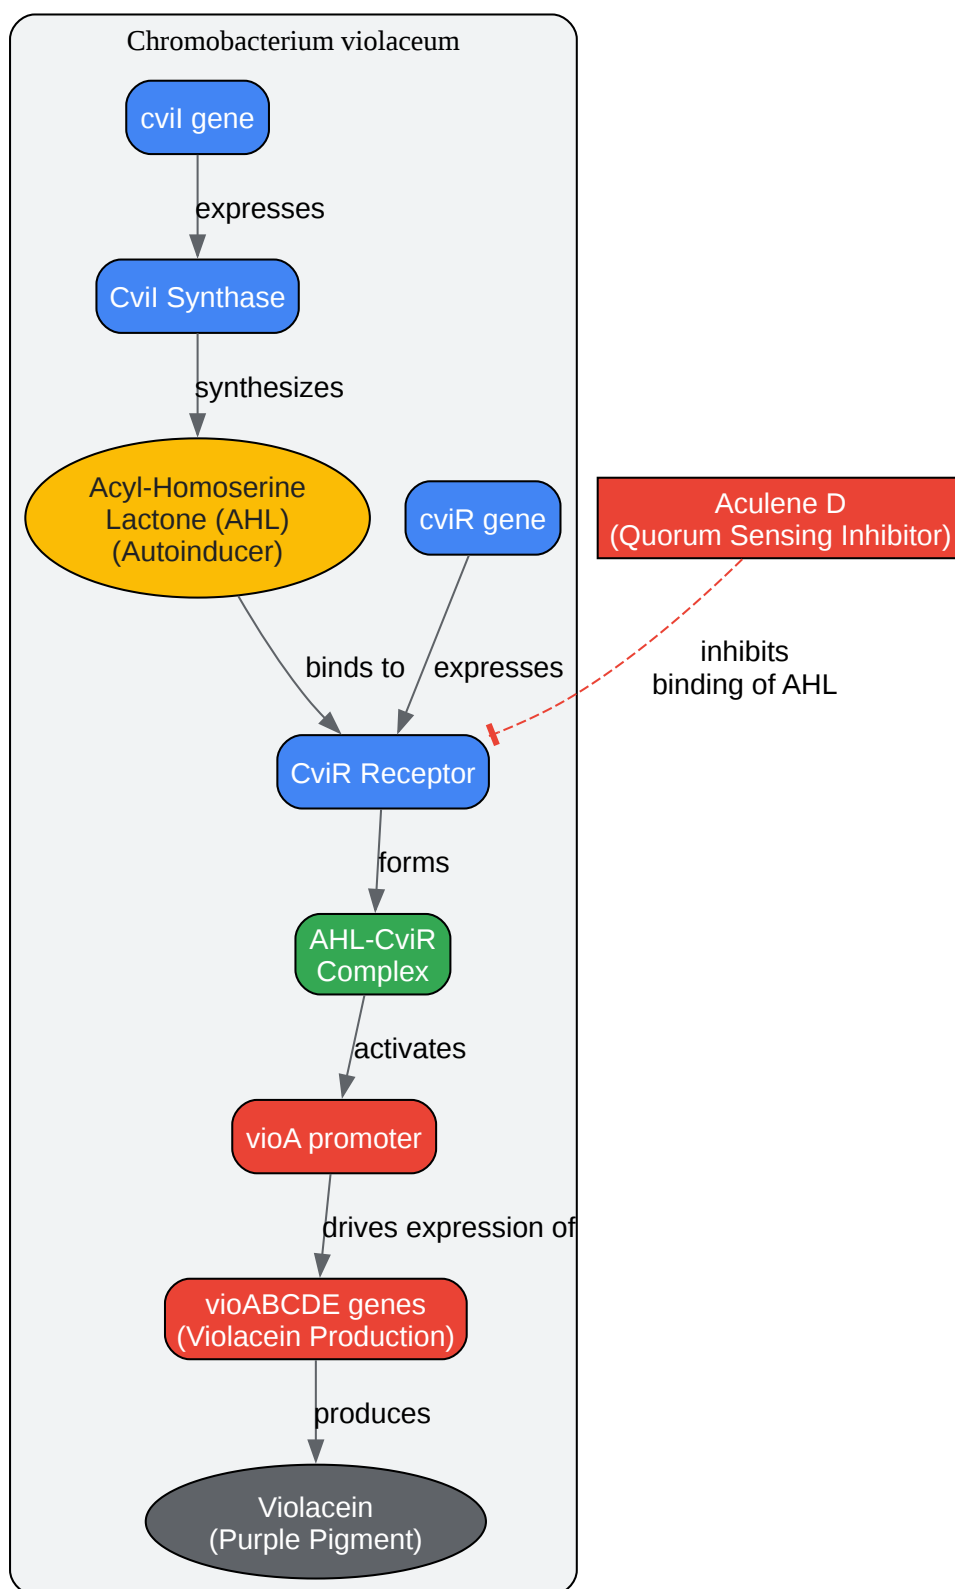 Chromobacterium violaceum
cviI gene
expresses
CviI Synthase
synthesizes
Acyl-Homoserine
Lactone (AHL)
(Autoinducer)
cviR gene
Aculene D
(Quorum Sensing Inhibitor)
binds to
expresses
inhibits
binding of AHL
CviR Receptor
forms
AHL-CviR
Complex
activates
vioA promoter
drives expression of
vioABCDE genes
(Violacein Production)
produces
Violacein
(Purple Pigment)